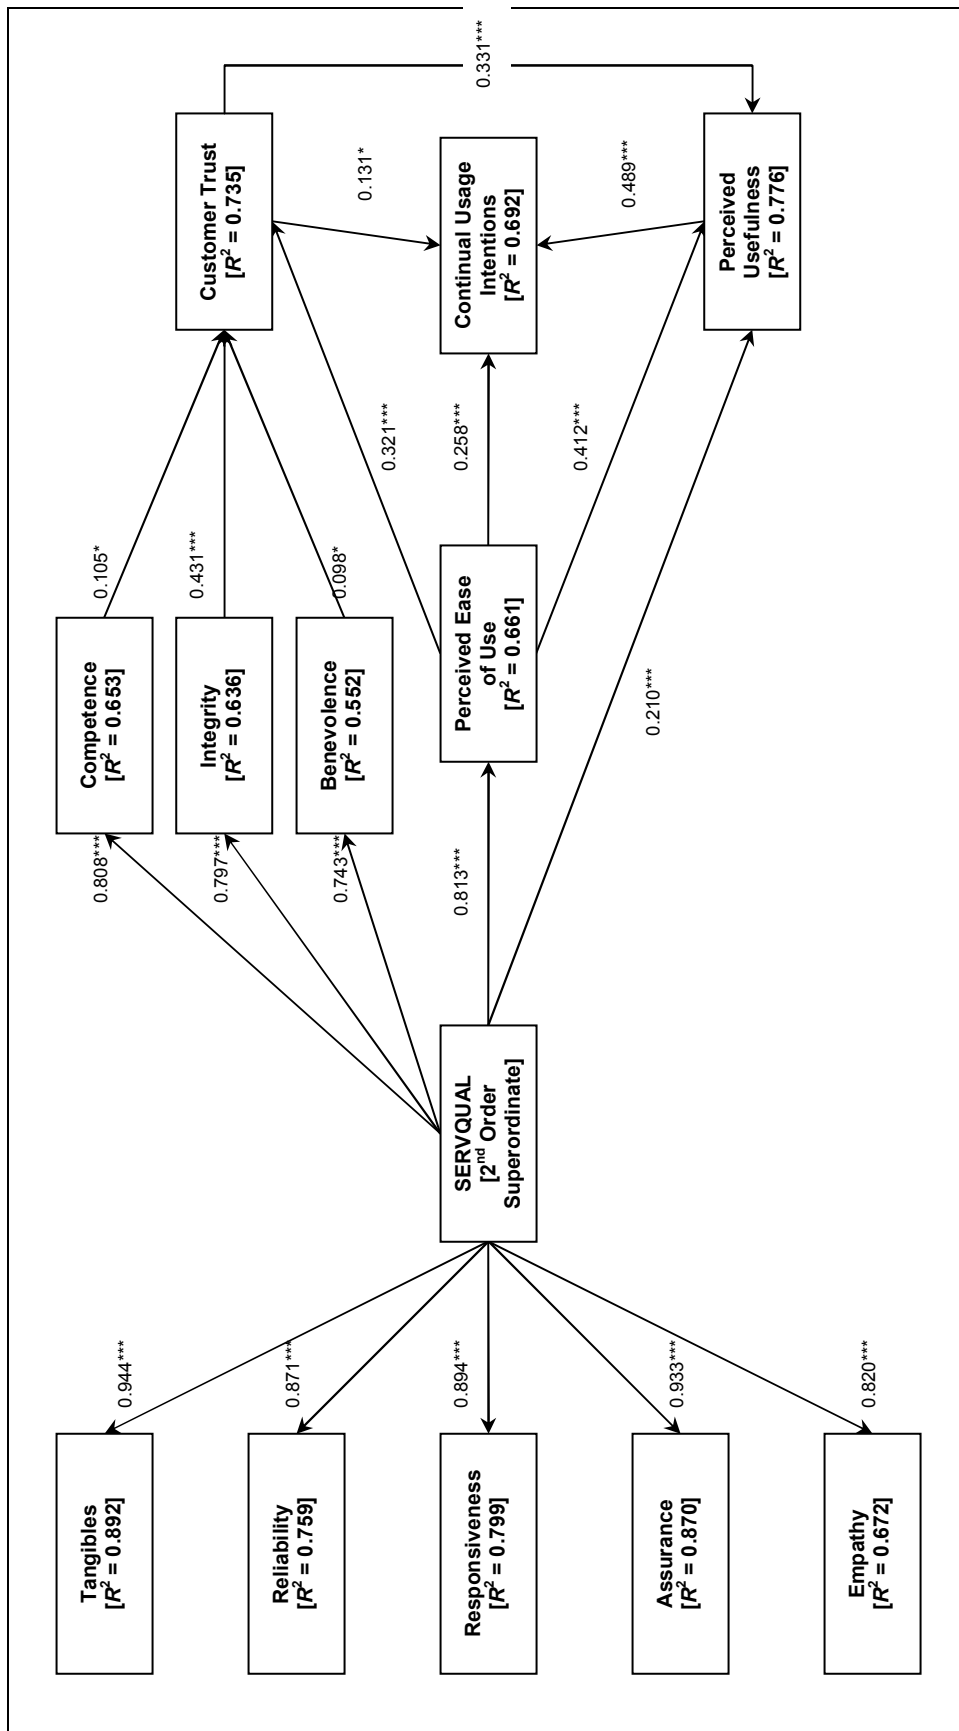 Tangibles
[R² = 0.892]
Reliability
[R² = 0.759]
Responsiveness
[R² = 0.799]
Assurance
[R² = 0.870]
Empathy
[R² = 0.672]
0.944***
0.871***
0.894***
0.933***
0.820***
SERVQUAL
[2nd Order
Superordinate]
0.808***
0.797***
0.743***
0.813***
0.210***
Competence
[R² = 0.653]
Integrity
[R² = 0.636]
Benevolence
[R² = 0.552]
Perceived Ease
of Use
[R² = 0.661]
0.105*
0.431***
0.098*
0.321***
0.258***
0.412***
Customer Trust
[R² = 0.735]
0.131*
Continual Usage
Intentions
[R² = 0.692]
0.489***
Perceived
Usefulness
[R² = 0.776]
0.331***